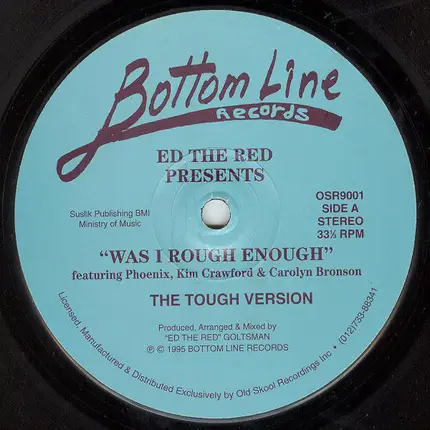 Bottom Line
Records
ED THE RED
PRESENTS
Suslik Publishing BMI
Ministry of Music
OSR9001
SIDE A
STEREO
33⅓ RPM
"WAS I ROUGH ENOUGH"
featuring Phoenix, Kim Crawford & Carolyn Bronson
THE TOUGH VERSION
Produced, Arranged & Mixed by
"ED THE RED" GOLTSMAN
℗ © 1995 BOTTOM LINE RECORDS
Licensed, Manufactured & Distributed Exclusively by Old Skool Recordings Inc • (012)733-88341